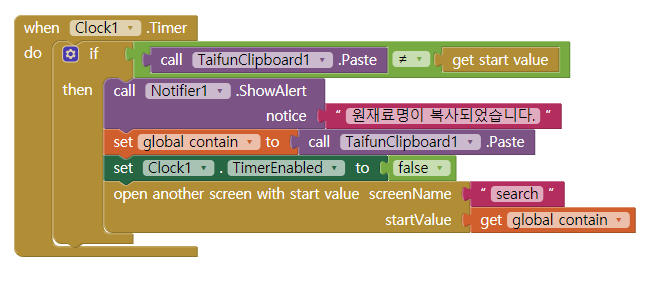 when Clock1 .Timer
do if call TaifunClipboard1 .Paste ≠ get start value
then call Notifier1 .ShowAlert
notice " 원재료명이 복사되었습니다. "
set global contain to call TaifunClipboard1 .Paste
set Clock1 . TimerEnabled to false
open another screen with start value screenName " search "
startValue get global contain